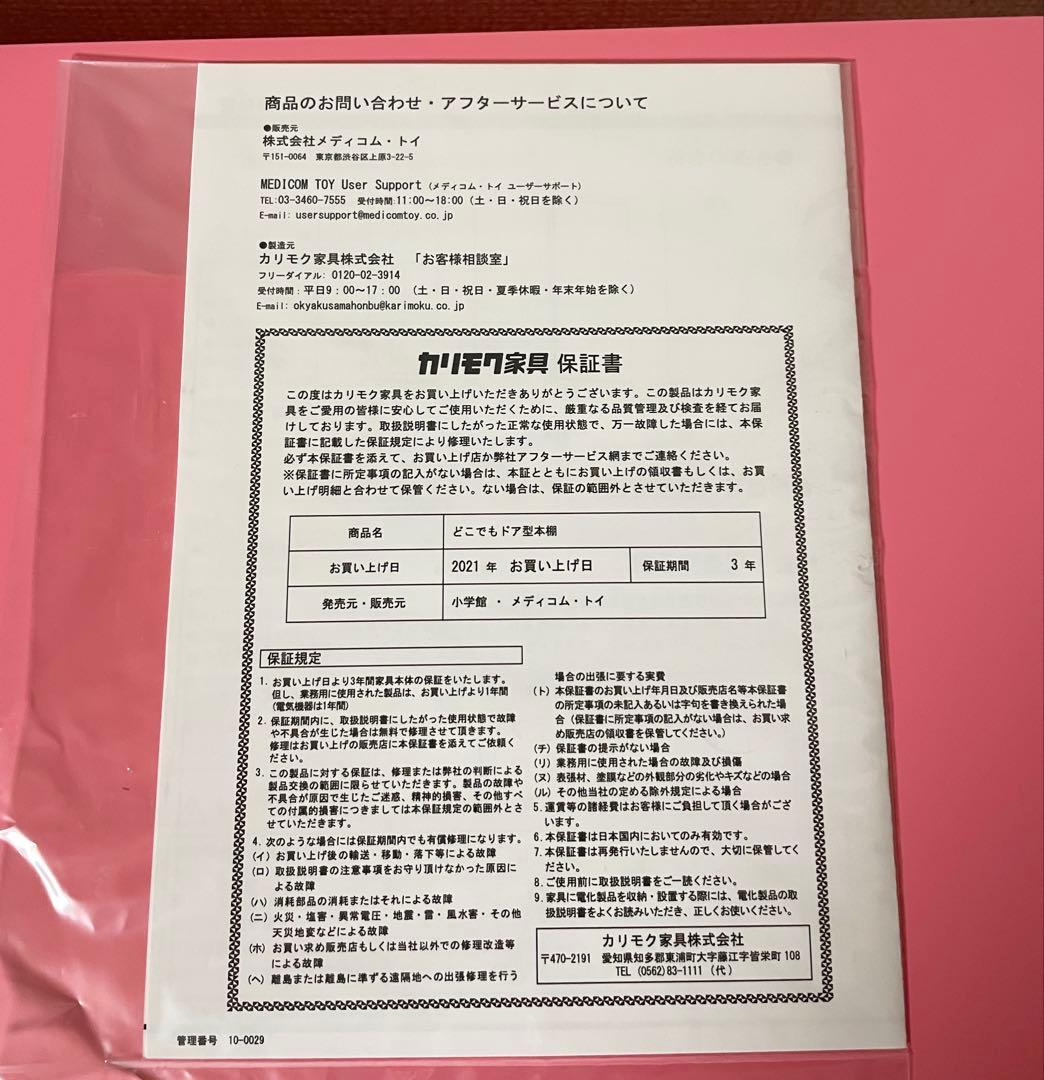 商品のお問い合わせ・アフターサービスについて
●販売元
株式会社メディコム・トイ
〒151-0064 東京都渋谷区上原3-22-5
MEDICOM TOY User Support (メディコム・トイ ユーザーサポート)
TEL:03-3460-7555 受付時間:11:00〜18:00 (土・日・祝日を除く)
E-mail: usersupport@medicomtoy.co.jp
●製造元
カリモク家具株式会社 「お客様相談室」
フリーダイアル: 0120-02-3914
受付時間:平日9:00〜17:00 (土・日・祝日・夏季休暇・年末年始を除く)
E-mail: okyakusamahonbu@karimoku.co.jp
カリモク家具 保証書
この度はカリモク家具をお買い上げいただきありがとうございます。この製品はカリモク家
具をご愛用の皆様に安心してご使用いただくために、厳重なる品質管理及び検査を経てお届
けしております。取扱説明書にしたがった正常な使用状態で、万一故障した場合には、本保
証書に記載した保証規定により修理いたします。
必ず本保証書を添えて、お買い上げ店か弊社アフターサービス網までご連絡ください。
※保証書に所定事項の記入がない場合は、本証とともにお買い上げの領収書もしくは、お買
い上げ明細と合わせて保管ください。ない場合は、保証の範囲外とさせていただきます。
商品名 どこでもドア型本棚
お買い上げ日 2021 年 お買い上げ日 保証期間 3 年
発売元・販売元 小学館 ・ メディコム・トイ
保証規定
1. お買い上げ日より3年間家具本体の保証をいたします。
但し、業務用に使用された製品は、お買い上げより1年間
(電気機器は1年間)
2. 保証期間内に、取扱説明書にしたがった使用状態で故障
や不具合が生じた場合は無料で修理させて頂きます。
修理はお買い上げの販売店に本保証書を添えてご依頼く
ださい。
3. この製品に対する保証は、修理または弊社の判断による
製品交換の範囲に限らせていただきます。製品の故障や
不具合が原因で生じたご迷惑、精神的損害、その他すべ
ての付属的損害につきましては本保証規定の範囲外とさ
せていただきます。
4. 次のような場合には保証期間内でも有償修理になります。
(イ) お買い上げ後の輸送・移動・落下等による故障
(ロ) 取扱説明書の注意事項をお守り頂けなかった原因に
よる故障
(ハ) 消耗部品の消耗またはそれによる故障
(ニ) 火災・塩害・異常電圧・地震・雷・風水害・その他
天災地変などによる故障
(ホ) お買い求め販売店もしくは当社以外での修理改造等
による故障
(ヘ) 離島または離島に準ずる遠隔地への出張修理を行う
場合の出張に要する実費
(ト) 本保証書のお買い上げ年月日及び販売店名等本保証書
の所定事項の未記入あるいは字句を書き換えられた場
合 (保証書に所定事項の記入がない場合は、お買い求
め販売店の領収書を保管してください。)
(チ) 保証書の提示がない場合
(リ) 業務用に使用された場合の故障及び損傷
(ヌ) 表張材、塗膜などの外観部分の劣化やキズなどの場合
(ル) その他当社の定める除外規定による場合
5. 運賃等の諸経費はお客様にご負担して頂く場合がござ
います。
6. 本保証書は日本国内においてのみ有効です。
7. 本保証書は再発行いたしませんので、大切に保管してく
ださい。
8. ご使用前に取扱説明書をご一読ください。
9. 家具に電化製品を収納・設置する際には、電化製品の取
扱説明書をよくお読みいただき、正しくお使いください。
カリモク家具株式会社
〒470-2191 愛知県知多郡東浦町大字藤江字皆栄町 108
TEL (0562) 83-1111 (代)
管理番号 10-0029